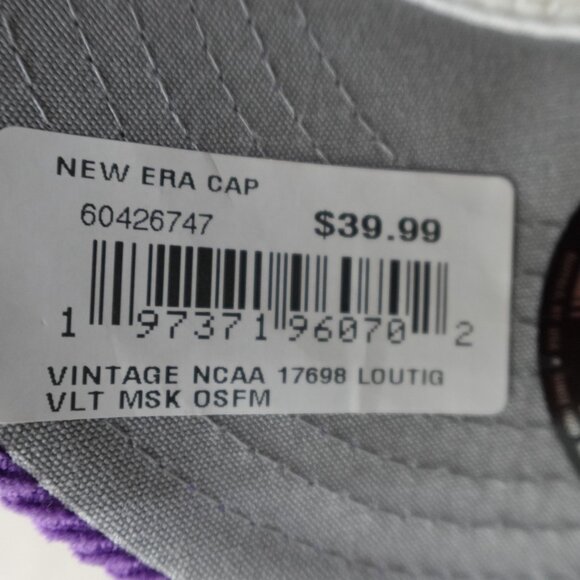 NEW ERA CAP
60426747 $39.99
1 97371 96070 2
VINTAGE NCAA 17698 LOUTIG
VLT MSK OSFM